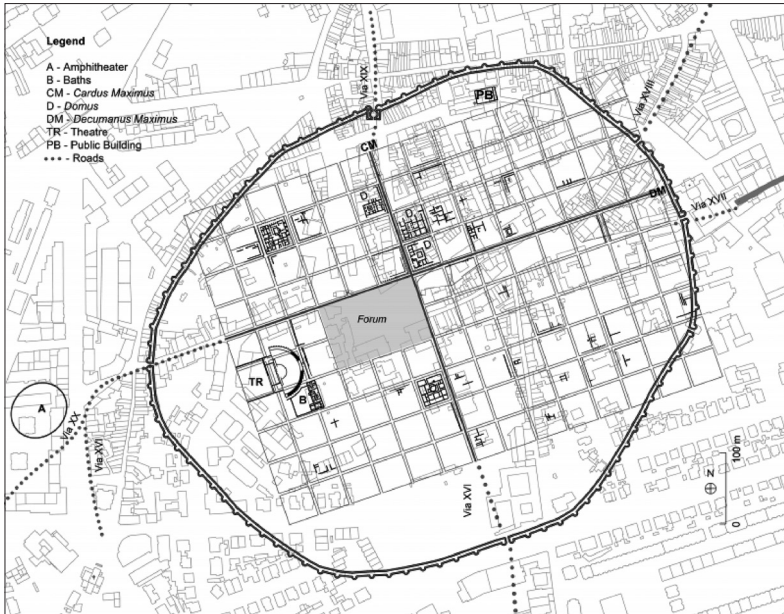 Legend
A - Amphitheater
B - Baths
CM - Cardus Maximus
D - Domus
DM - Decumanus Maximus
TR - Theatre
PB - Public Building
•••• - Roads
Via XIX
PB
Via XVIII
CM
D
D
D
DM
Via XVII
Forum
TR
B
A
Via XX
Via XVI
Via XVI
100 m
N
0